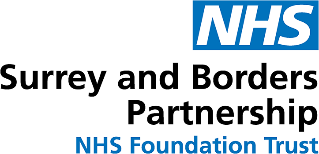 NHS
Surrey and Borders
Partnership
NHS Foundation Trust